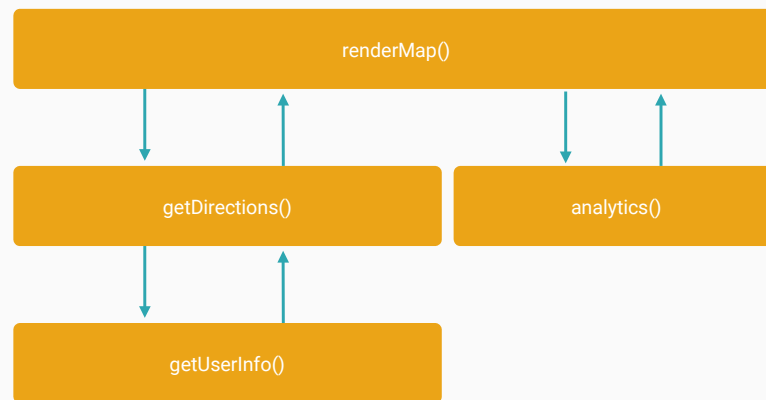 renderMap()
getDirections()
analytics()
getUserInfo()